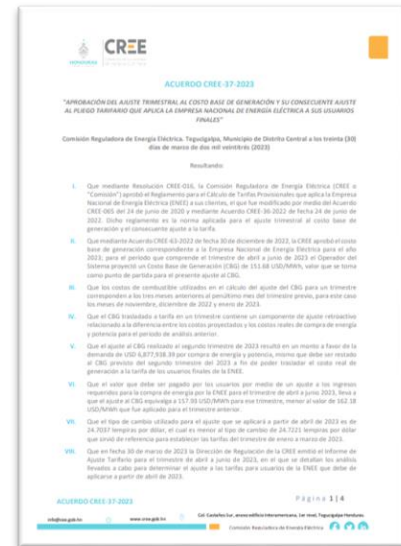 CREE
ACUERDO CREE-37-2023
"APROBACIÓN DEL AJUSTE TRIMESTRAL AL COSTO BASE DE GENERACIÓN Y SU CONSECUENTE AJUSTE
AL PLIEGO TARIFARIO QUE APLICA LA EMPRESA NACIONAL DE ENERGÍA ELÉCTRICA A SUS USUARIOS
FINALES"
Comisión Reguladora de Energía Eléctrica. Tegucigalpa, Municipio de Distrito Central a los treinta (30)
días de marzo de dos mil veintitrés (2023)
Resultando:
I. Que mediante Resolución CREE-016, la Comisión Reguladora de Energía Eléctrica (CREE o
"Comisión") aprobó el Reglamento para el Cálculo de Tarifas Provisionales que aplica la Empresa
Nacional de Energía Eléctrica (ENEE) a sus clientes, el que fue modificado por medio del Acuerdo
CREE-065 del 24 de junio de 2020 y mediante Acuerdo CREE-36-2022 de fecha 24 de junio de
2022. Dicho reglamento es la norma aplicada para el ajuste trimestral al costo base de
generación y el consecuente ajuste a la tarifa.
II. Que mediante Acuerdo CREE-63-2022 de fecha 30 de diciembre de 2022, la CREE aprobó el costo
base de generación correspondiente a la Empresa Nacional de Energía Eléctrica para el año
2023; para el periodo que comprende el trimestre de abril a junio de 2023 el Operador del
Sistema proyectó un Costo Base de Generación (CBG) de 151.66 USD/MWh, valor que se toma
como punto de partida para el presente ajuste al CBG.
III. Que los costos de combustible utilizados en el cálculo del ajuste del CBG para un trimestre
corresponden a los tres meses anteriores al penúltimo mes del trimestre previo, para este caso
los meses de noviembre, diciembre de 2022 y enero de 2023.
IV. Que el CBG trasladado a tarifa en un trimestre contiene un componente de ajuste retroactivo
relacionado a la diferencia entre los costos proyectados y los costos reales de compra de energía
y potencia para el periodo de análisis anterior.
V. Que el ajuste al CBG realizado al segundo trimestre de 2023 resultó en un monto a favor de la
demanda de USD 6,877,938.39 por compra de energía y potencia, mismo que debe ser restado
al CBG previsto del segundo trimestre del 2023 a fin de poder trasladar el costo real de
generación a la tarifa de los usuarios finales de la ENEE.
VI. Que el valor que debe ser pagado por los usuarios por medio de un ajuste a los ingresos
requeridos para la compra de energía por la ENEE para el trimestre de abril a junio 2023, lleva a
que el ajuste al CBG equivalga a 157.93 USD/MWh para ese trimestre, menor al valor de 162.18
USD/MWh que fue aplicado para el trimestre anterior.
VII. Que el tipo de cambio utilizado para el ajuste que se aplicará a partir de abril de 2023 es de
24.7037 lempiras por dólar, el cual es menor al tipo de cambio de 24.7221 lempiras por dólar
que sirvió de referencia para establecer las tarifas del trimestre de enero a marzo de 2023.
VIII. Que en fecha 30 de marzo de 2023 la Dirección de Regulación de la CREE emitió el Informe de
Ajuste Tarifario para el trimestre de abril a junio de 2023, en el que se detallan los análisis
llevados a cabo para determinar el ajuste a las tarifas para usuarios de la ENEE que debe de
aplicarse a partir de abril de 2023.
ACUERDO CREE-37-2023
Página 1|4
info@cree.gob.hn
www.cree.gob.hn
Comisión Reguladora de Energía Eléctrica